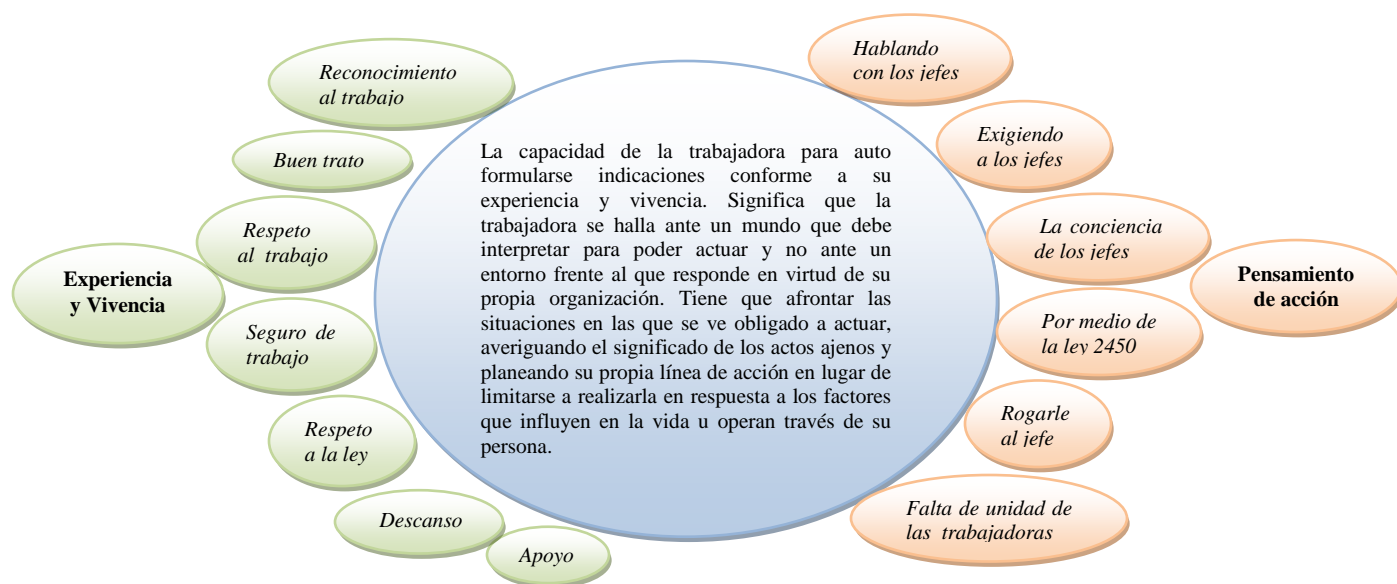 Experiencia
y Vivencia
Reconocimiento
al trabajo
Buen trato
Respeto
al trabajo
Seguro de
trabajo
Respeto
a la ley
Descanso
Apoyo
La capacidad de la trabajadora para auto
formularse indicaciones conforme a su
experiencia y vivencia. Significa que la
trabajadora se halla ante un mundo que debe
interpretar para poder actuar y no ante un
entorno frente al que responde en virtud de su
propia organización. Tiene que afrontar las
situaciones en las que se ve obligado a actuar,
averiguando el significado de los actos ajenos y
planeando su propia línea de acción en lugar de
limitarse a realizarla en respuesta a los factores
que influyen en la vida u operan través de su
persona.
Hablando
con los jefes
Exigiendo
a los jefes
La conciencia
de los jefes
Por medio de
la ley 2450
Rogarle
al jefe
Falta de unidad de
las trabajadoras
Pensamiento
de acción